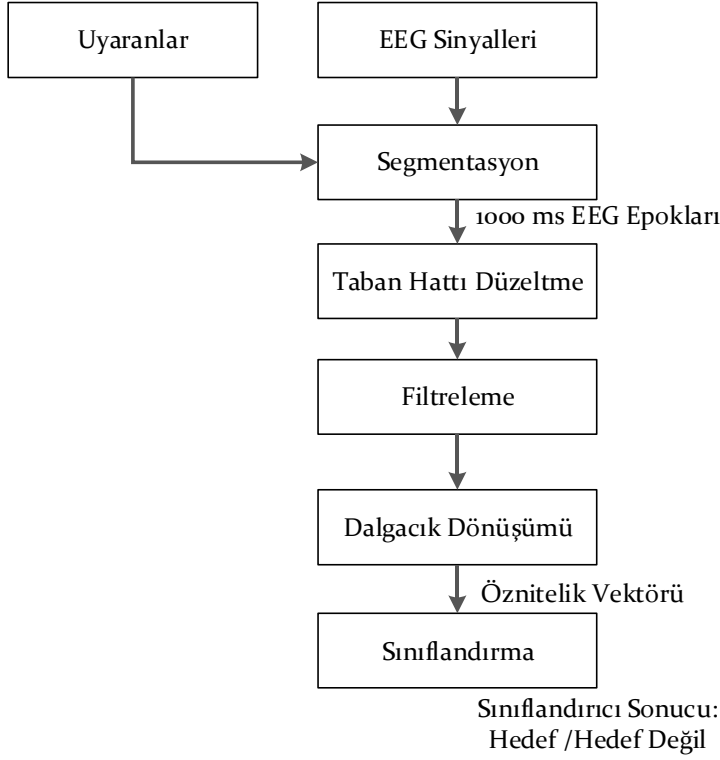 Uyaranlar
EEG Sinyalleri
Segmentasyon
1000 ms EEG Epokları
Taban Hattı Düzeltme
Filtreleme
Dalgacık Dönüşümü
Öznitelik Vektörü
Sınıflandırma
Sınıflandırıcı Sonucu:
Hedef /Hedef Değil